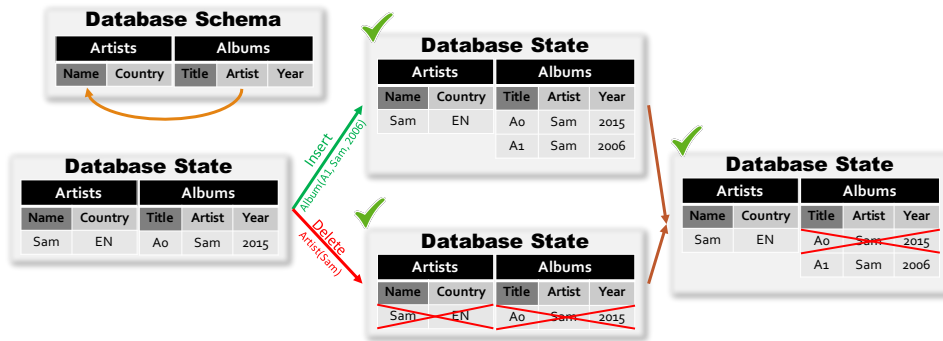 Database Schema
Artists Albums
Name Country Title Artist Year
Database State
Artists Albums
Name Country Title Artist Year
Sam EN A0 Sam 2015
Insert
Album(A1, Sam, 2006)
Delete
Artist(Sam)
Database State
Artists Albums
Name Country Title Artist Year
Sam EN A0 Sam 2015
A1 Sam 2006
Database State
Artists Albums
Name Country Title Artist Year
Sam EN A0 Sam 2015
Database State
Artists Albums
Name Country Title Artist Year
Sam EN A0 Sam 2015
A1 Sam 2006